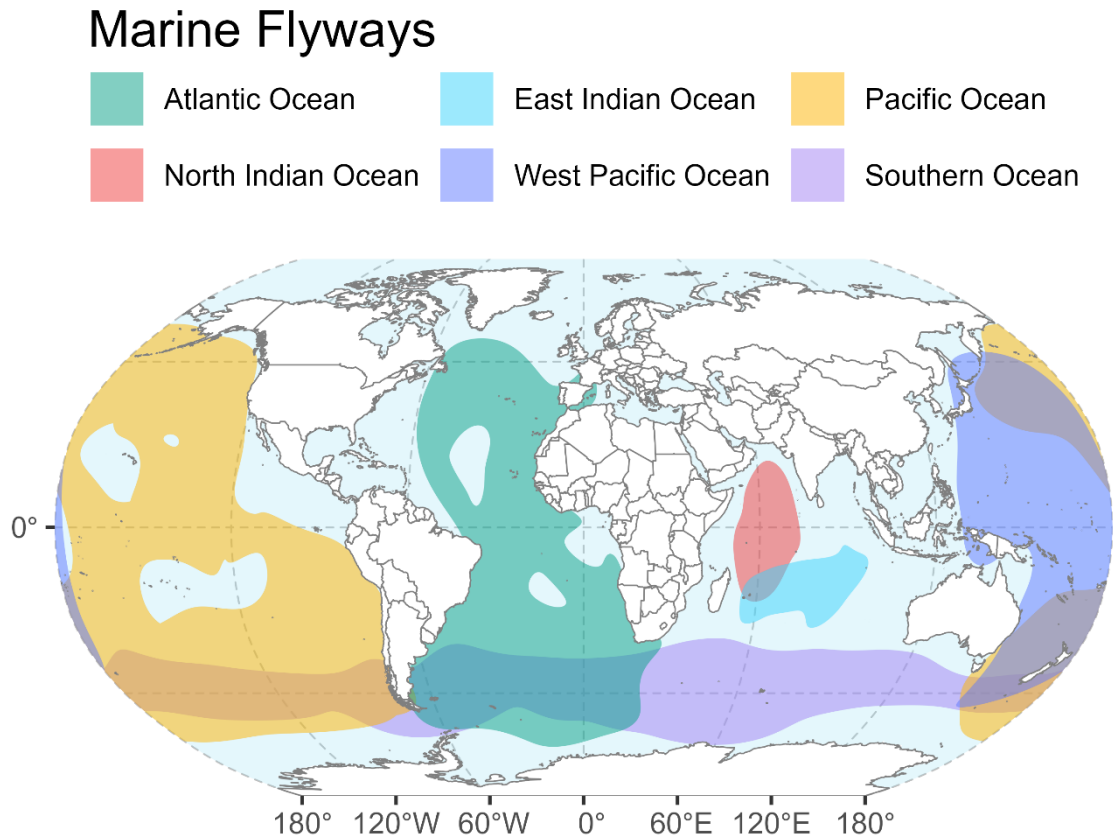 Marine Flyways
Atlantic Ocean East Indian Ocean Pacific Ocean
North Indian Ocean West Pacific Ocean Southern Ocean
0°
180° 120°W 60°W 0° 60°E 120°E 180°